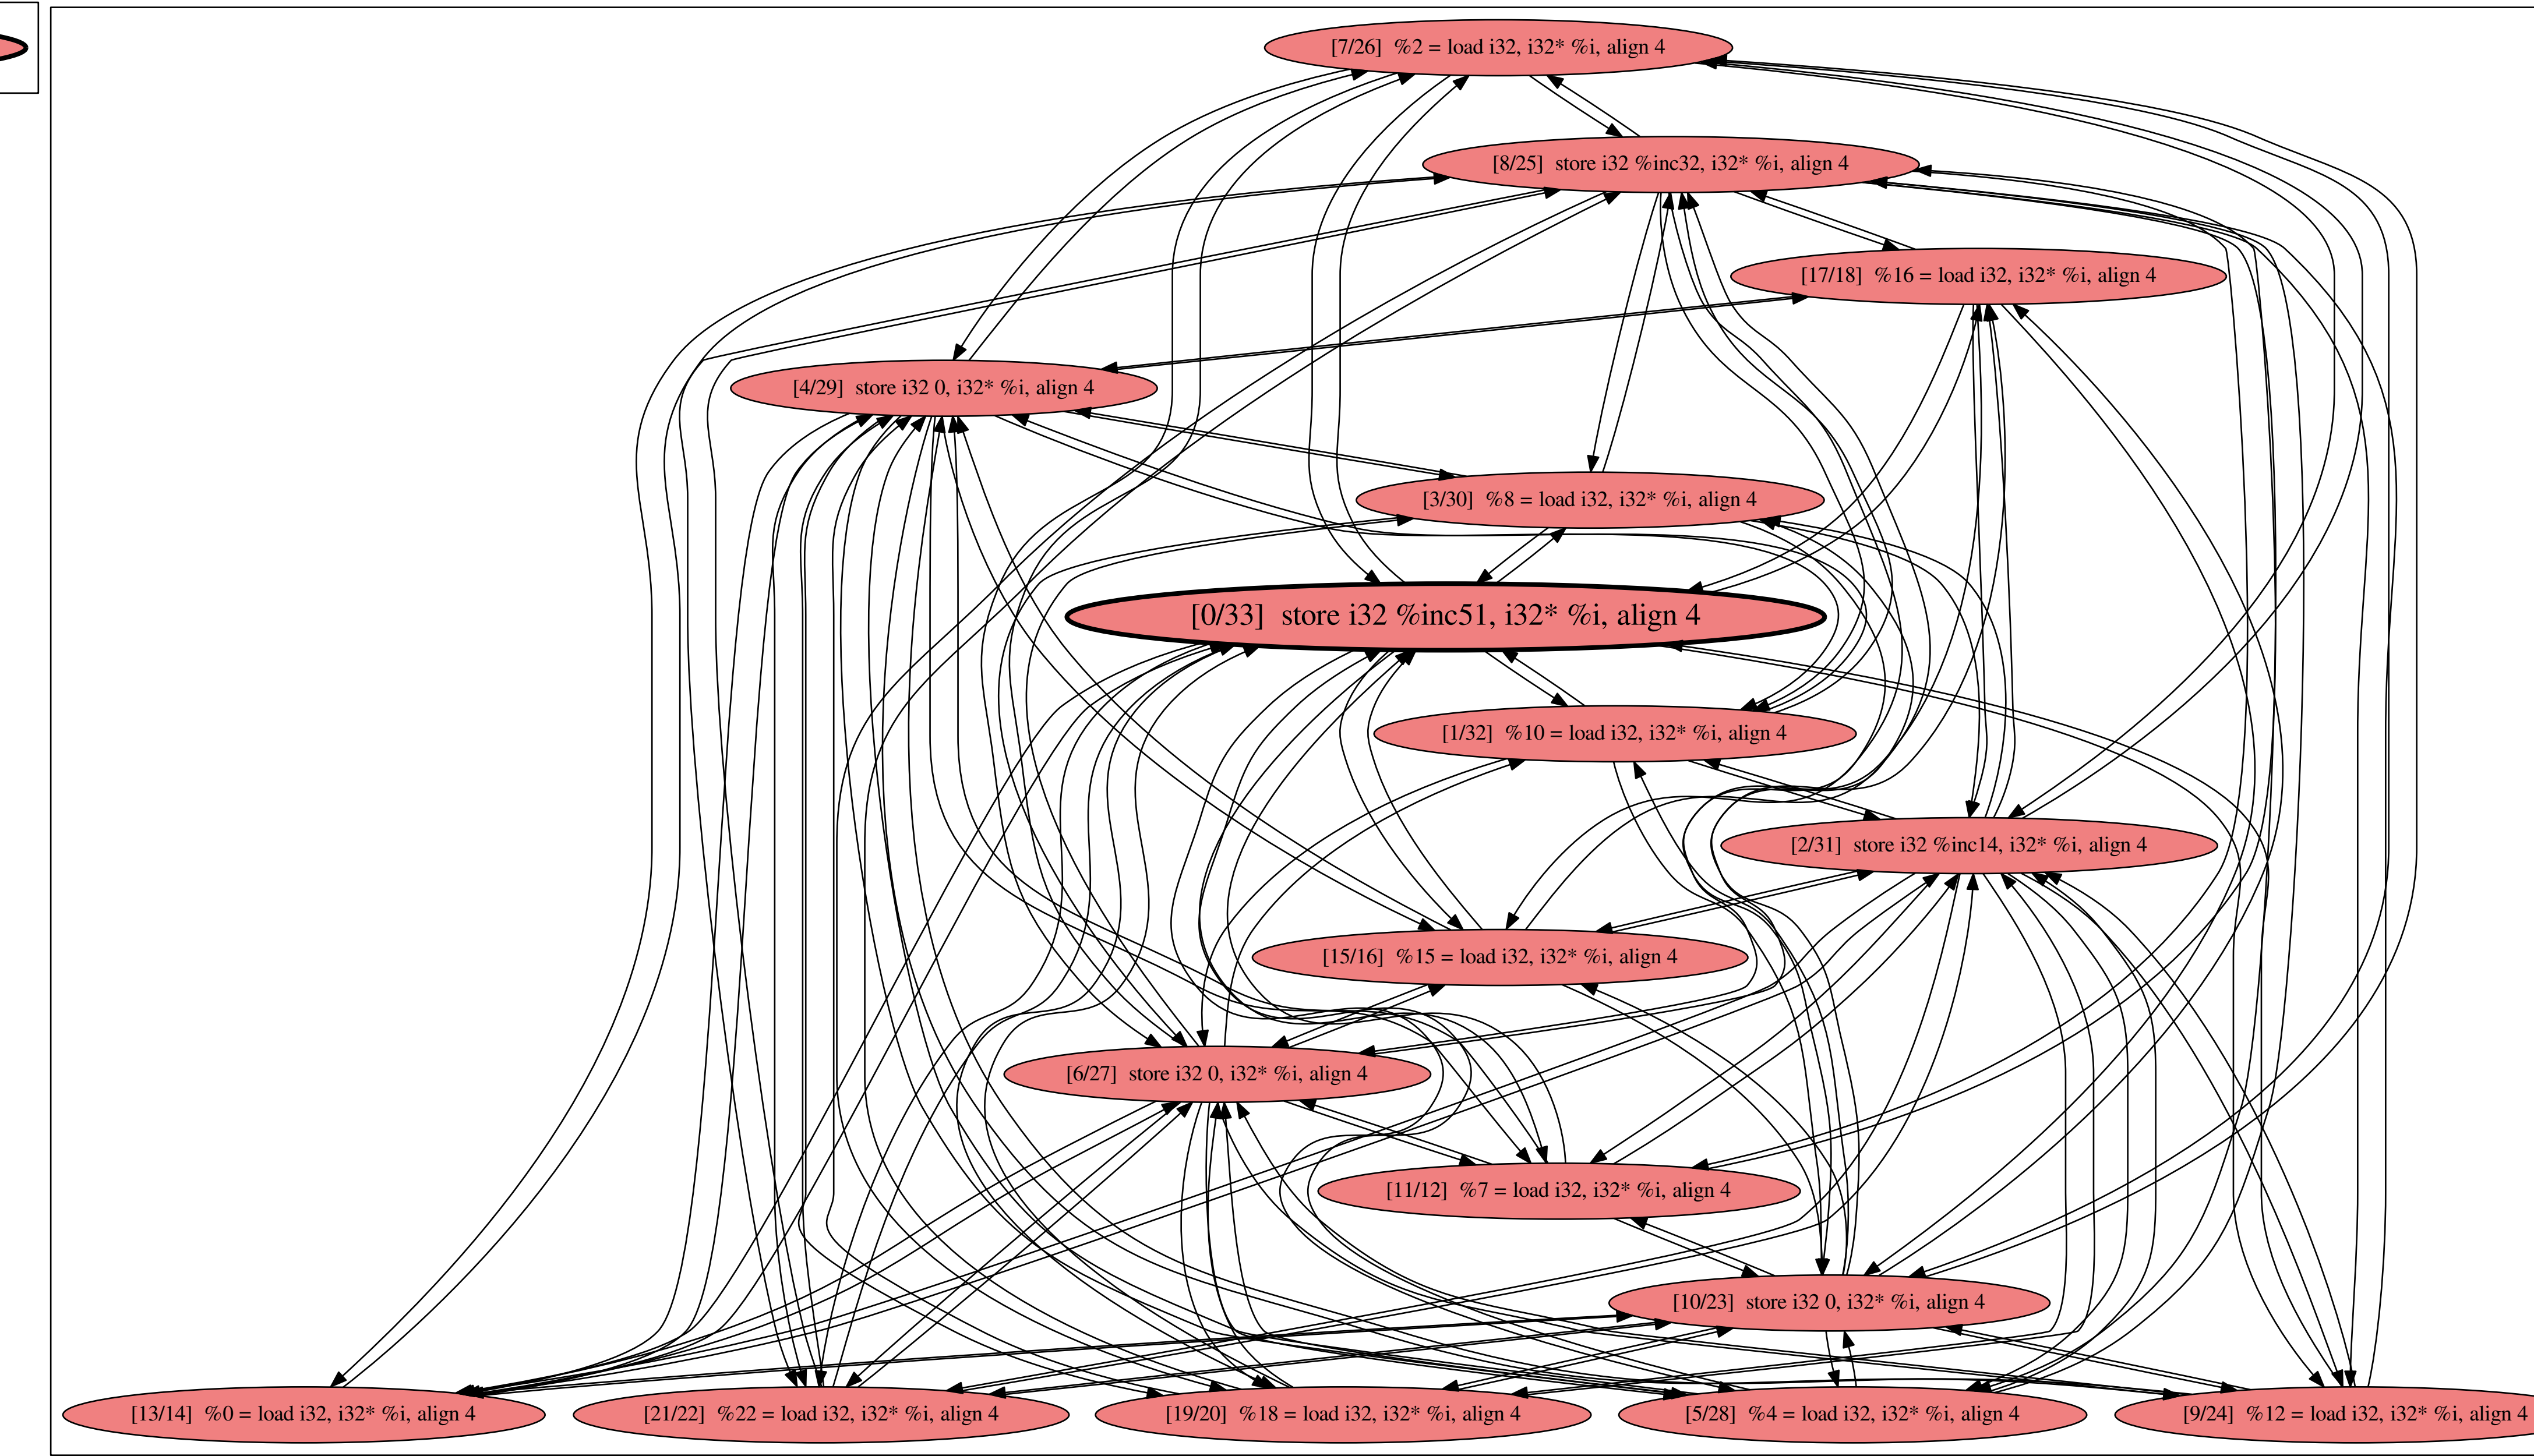 [7/26] %2 = load i32, i32* %i, align 4
[8/25] store i32 %inc32, i32* %i, align 4
[17/18] %16 = load i32, i32* %i, align 4
[4/29] store i32 0, i32* %i, align 4
[3/30] %8 = load i32, i32* %i, align 4
[0/33] store i32 %inc51, i32* %i, align 4
[1/32] %10 = load i32, i32* %i, align 4
[2/31] store i32 %inc14, i32* %i, align 4
[15/16] %15 = load i32, i32* %i, align 4
[6/27] store i32 0, i32* %i, align 4
[11/12] %7 = load i32, i32* %i, align 4
[10/23] store i32 0, i32* %i, align 4
[13/14] %0 = load i32, i32* %i, align 4
[21/22] %22 = load i32, i32* %i, align 4
[19/20] %18 = load i32, i32* %i, align 4
[5/28] %4 = load i32, i32* %i, align 4
[9/24] %12 = load i32, i32* %i, align 4